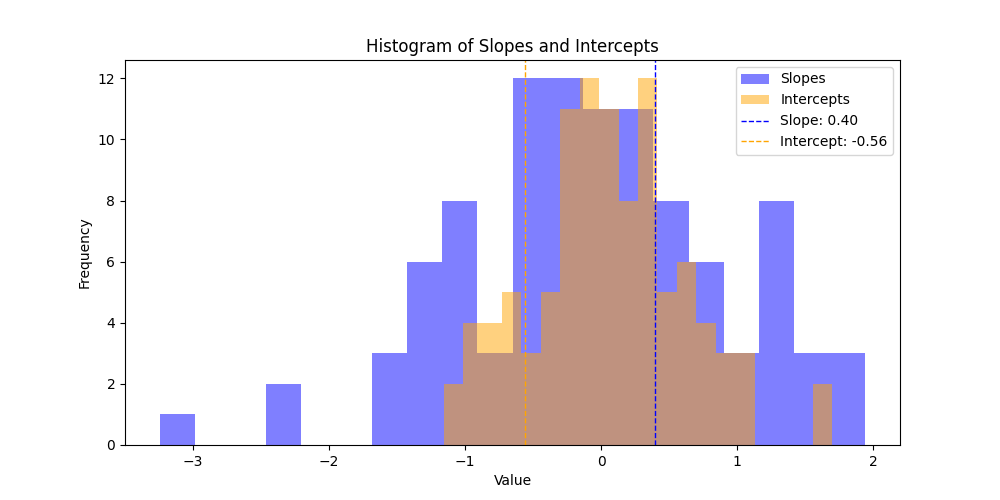 Histogram of Slopes and Intercepts
Slopes
Intercepts
Slope: 0.40
Intercept: -0.56
Frequency
12
10
8
6
4
2
0
−3
−2
−1
0
1
2
Value